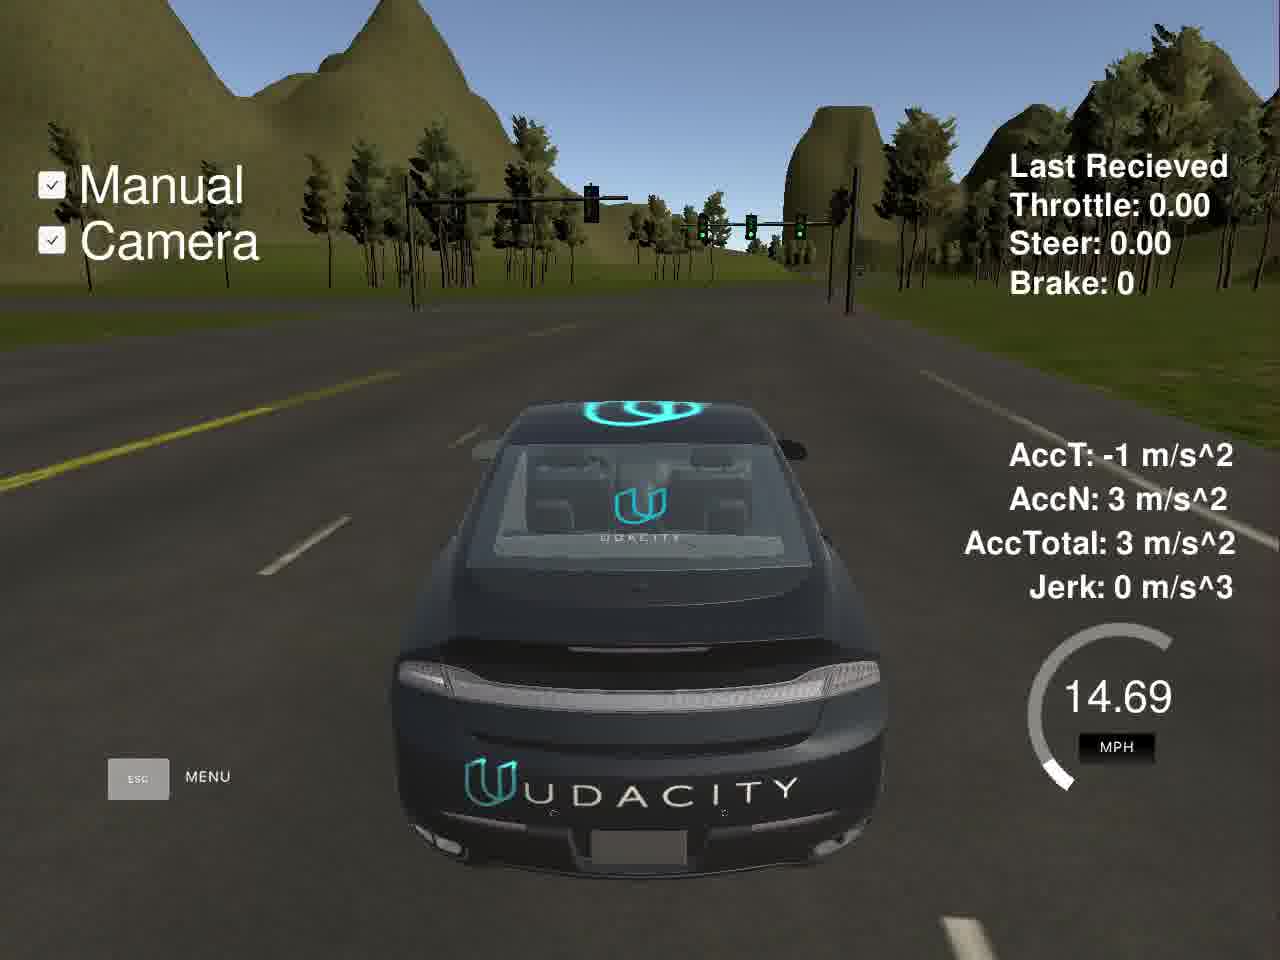 Manual
Camera
Last Recieved
Throttle: 0.00
Steer: 0.00
Brake: 0
AccT: -1 m/s^2
AccN: 3 m/s^2
AccTotal: 3 m/s^2
Jerk: 0 m/s^3
UDACITY
14.69
MPH
ESC MENU
UDACITY